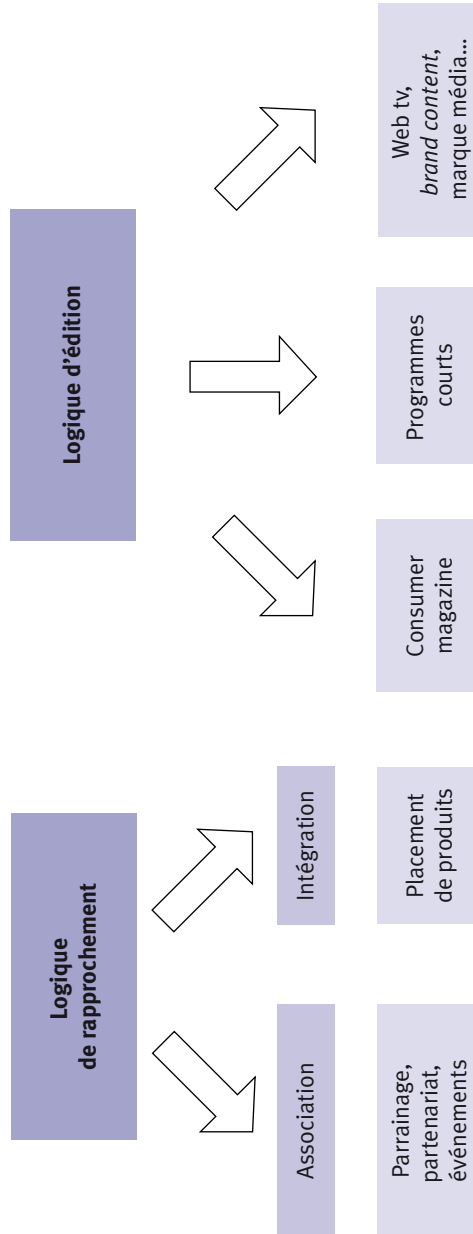 Logique
de rapprochement
Association
Intégration
Parrainage,
partenariat,
événements
Placement
de produits
Logique d'édition
Consumer
magazine
Programmes
courts
Web tv,
brand content,
marque média...